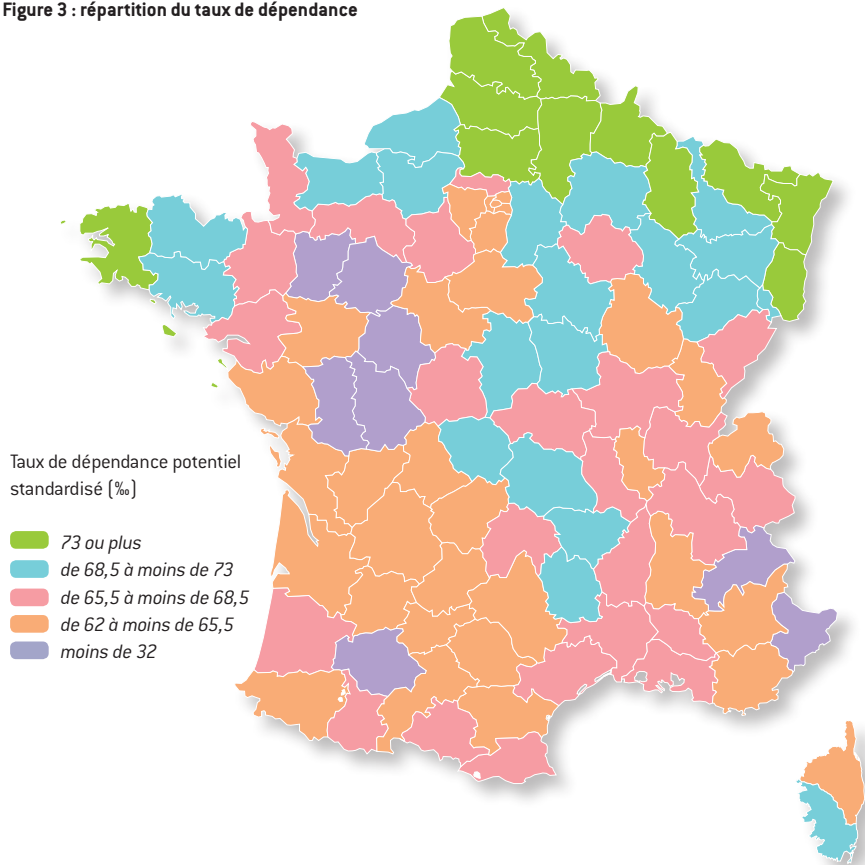 Figure 3 : répartition du taux de dépendance
Taux de dépendance potentiel
standardisé (‰)
73 ou plus
de 68,5 à moins de 73
de 65,5 à moins de 68,5
de 62 à moins de 65,5
moins de 32